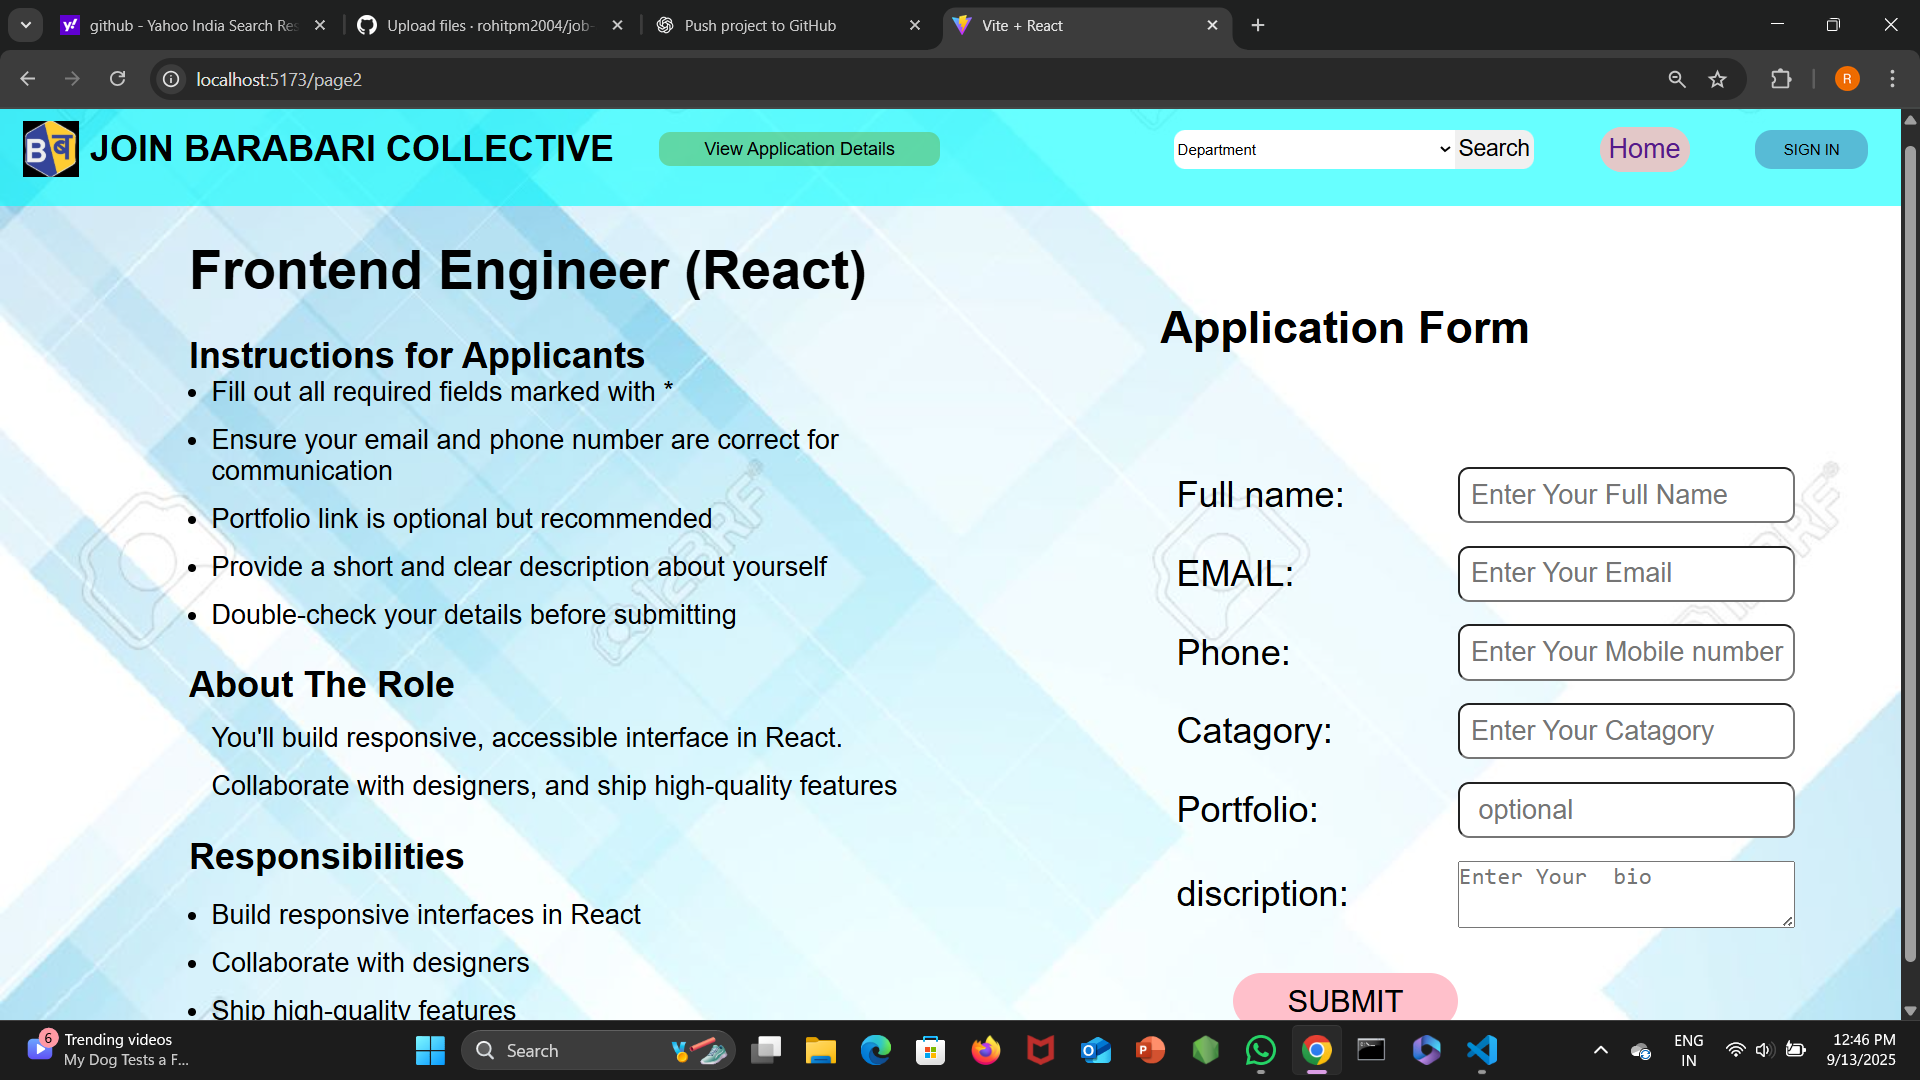 github - Yahoo India Search Res
Upload files · rohitpm2004/job-
Push project to GitHub
Vite + React
localhost:5173/page2
R
Bब
JOIN BARABARI COLLECTIVE
View Application Details
Department
Search
Home
SIGN IN
Frontend Engineer (React)
Instructions for Applicants
• Fill out all required fields marked with *
• Ensure your email and phone number are correct for
communication
• Portfolio link is optional but recommended
• Provide a short and clear description about yourself
• Double-check your details before submitting
About The Role
You'll build responsive, accessible interface in React.
Collaborate with designers, and ship high-quality features
Responsibilities
• Build responsive interfaces in React
• Collaborate with designers
• Ship high-quality features
Application Form
Full name:
Enter Your Full Name
EMAIL:
Enter Your Email
Phone:
Enter Your Mobile number
Catagory:
Enter Your Catagory
Portfolio:
optional
discription:
Enter Your  bio
SUBMIT
123RF
6
Trending videos
My Dog Tests a F...
Search
ENG
IN
12:46 PM
9/13/2025